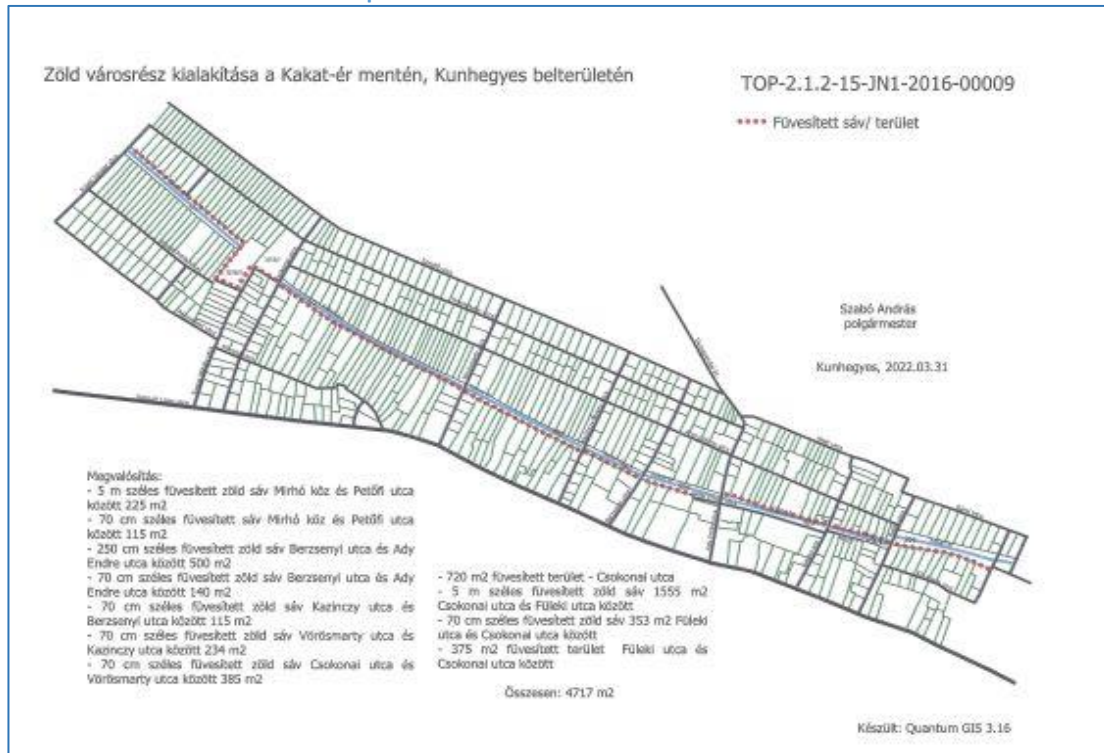 Zöld városrész kialakítása a Kakat-ér mentén, Kunhegyes belterületén
TOP-2.1.2-15-JN1-2016-00009
Füvesített sáv/ terület
Szabó András
polgármester
Kunhegyes, 2022.03.31
Megvalósítás:
- 5 m széles füvesített zöld sáv Mirhó köz és Petőfi utca
között 225 m2
- 70 cm széles füvesített sáv Mirhó köz és Petőfi utca
között 115 m2
- 250 cm széles füvesített zöld sáv Berzsenyi utca és Ady
Endre utca között 500 m2
- 70 cm széles füvesített zöld sáv Berzsenyi utca és Ady
Endre utca között 140 m2
- 70 cm széles füvesített zöld sáv Kazinczy utca és
Berzsenyi utca között 115 m2
- 70 cm széles füvesített zöld sáv Vörösmarty utca és
Kazinczy utca között 234 m2
- 70 cm széles füvesített zöld sáv Csokonai utca és
Vörösmarty utca között 385 m2
- 720 m2 füvesített terület - Csokonai utca
- 5 m széles füvesített zöld sáv 1555 m2
Csokonai utca és Füleki utca között
- 70 cm széles füvesített zöld sáv 353 m2 Füleki
utca és Csokonai utca között
- 375 m2 füvesített terület Füleki utca és
Csokonai utca között
Összesen: 4717 m2
Készült: Quantum GIS 3.16